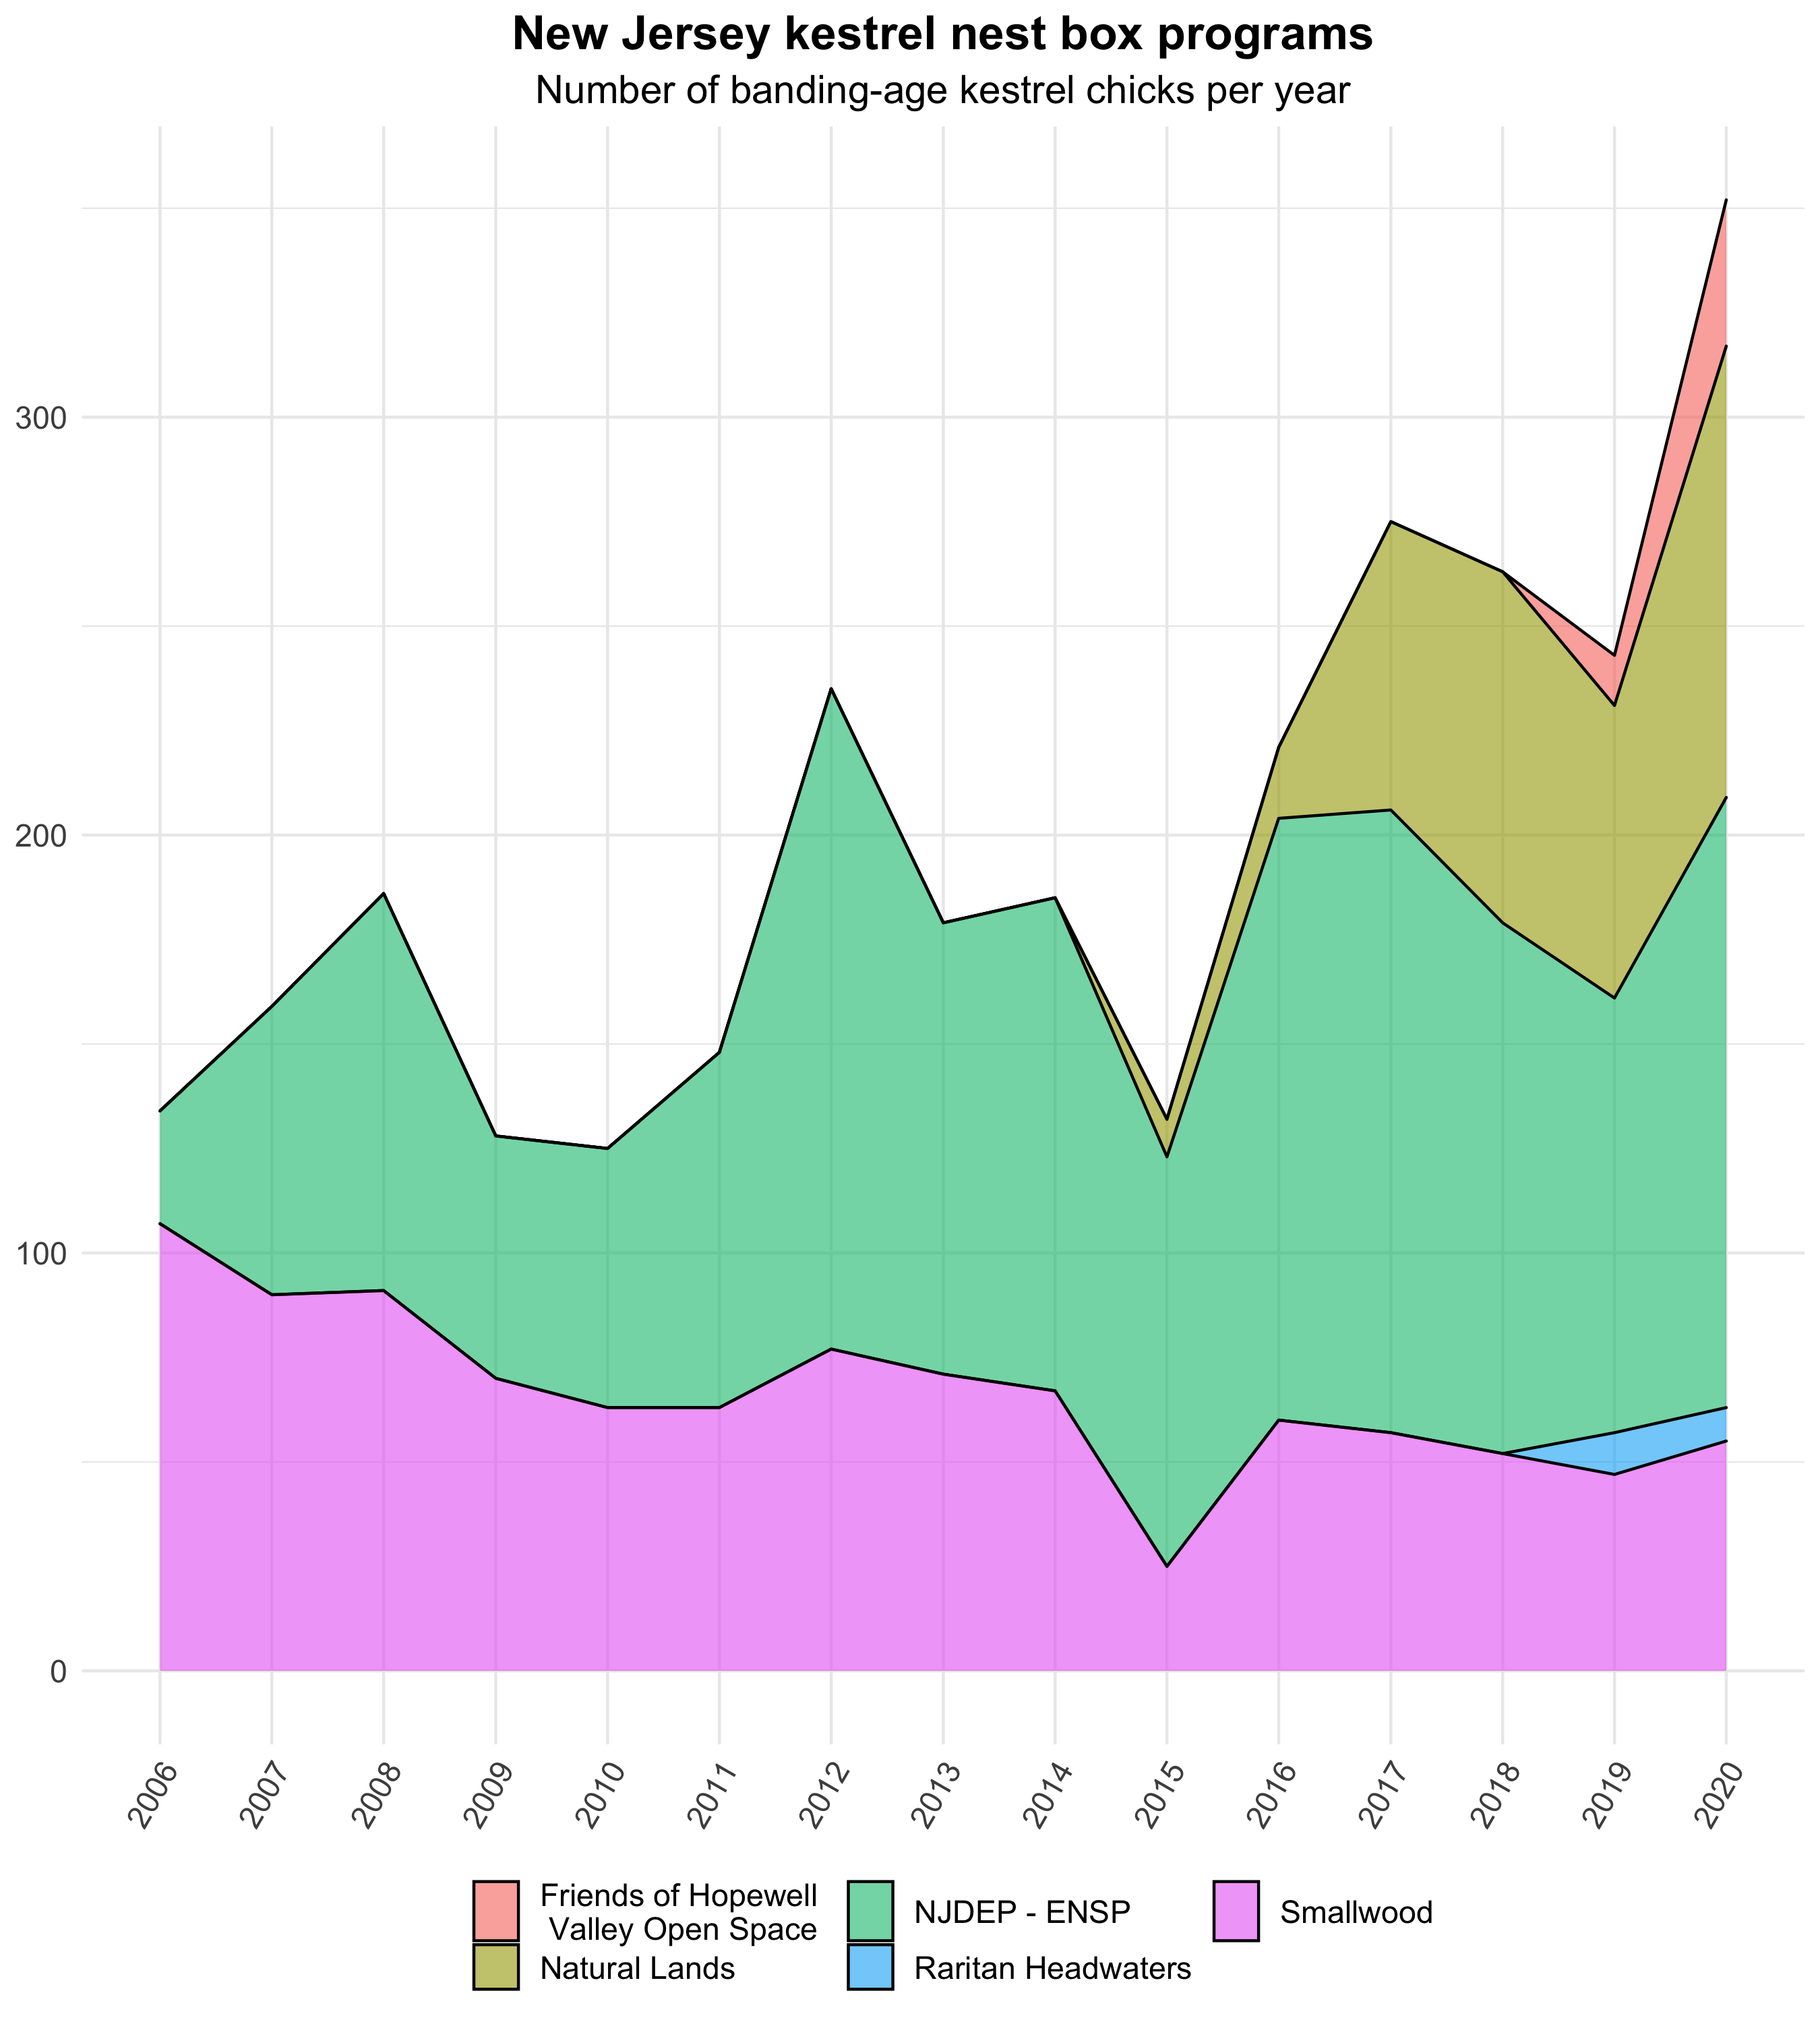 New Jersey kestrel nest box programs
Number of banding-age kestrel chicks per year
300
200
100
0
2006
2007
2008
2009
2010
2011
2012
2013
2014
2015
2016
2017
2018
2019
2020
Friends of Hopewell
Valley Open Space
Natural Lands
NJDEP - ENSP
Raritan Headwaters
Smallwood